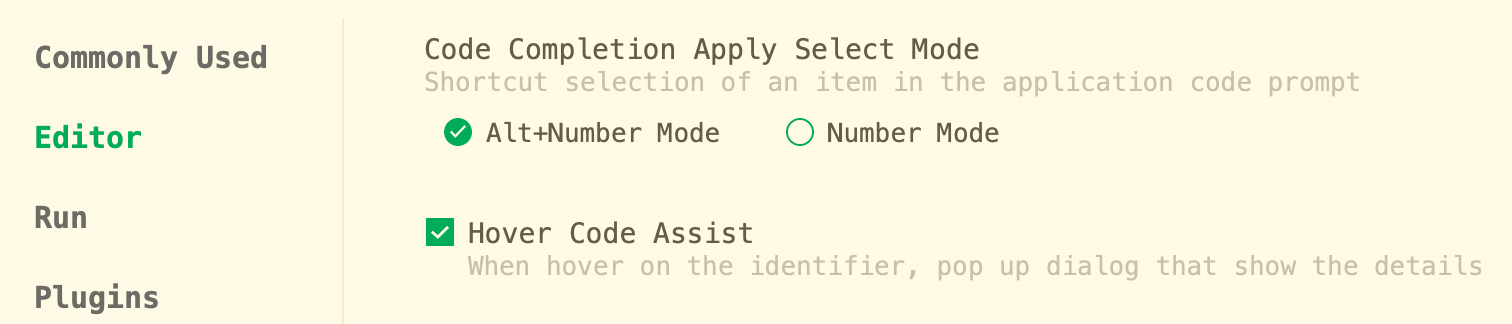 Commonly Used
Editor
Run
Plugins
Code Completion Apply Select Mode
Shortcut selection of an item in the application code prompt
Alt+Number Mode
Number Mode
Hover Code Assist
When hover on the identifier, pop up dialog that show the details